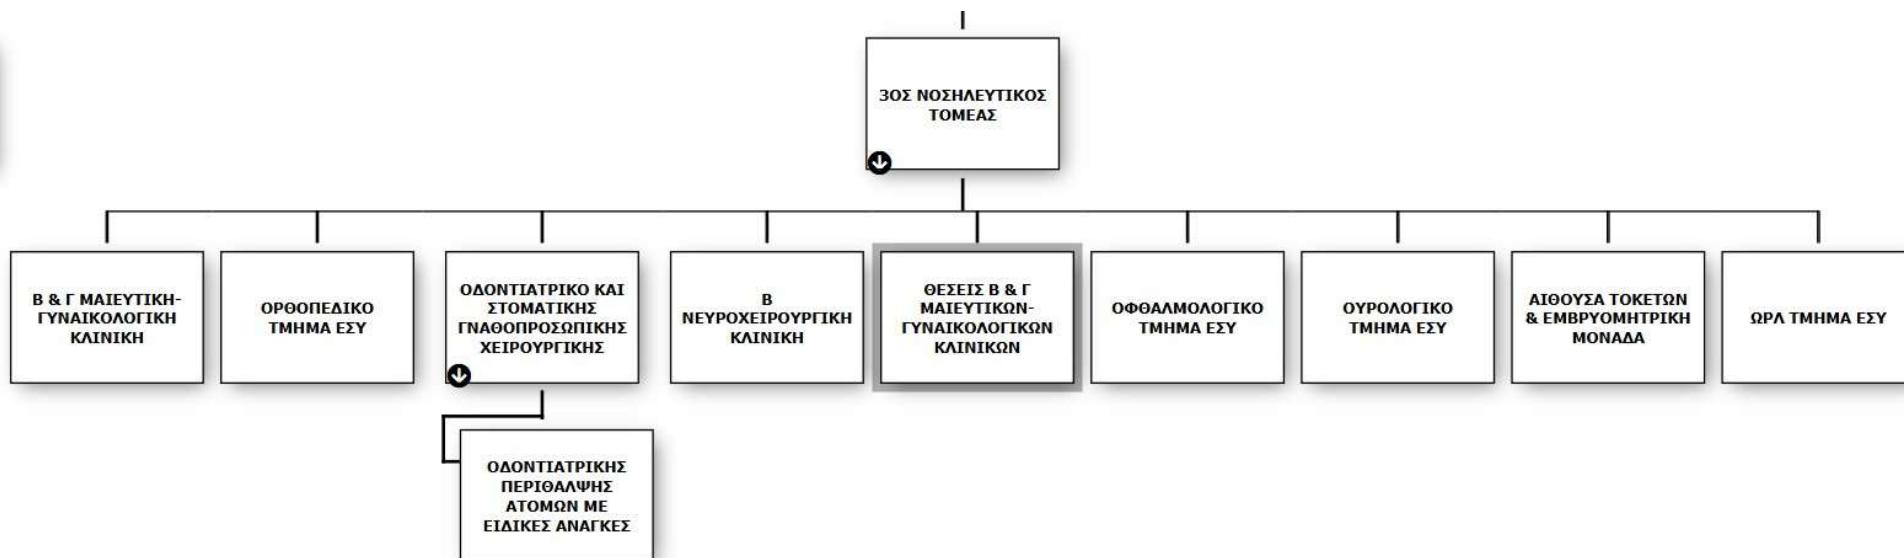 3ΟΣ ΝΟΣΗΛΕΥΤΙΚΟΣ
ΤΟΜΕΑΣ
Β & Γ ΜΑΙΕΥΤΙΚΗ-
ΓΥΝΑΙΚΟΛΟΓΙΚΗ
ΚΛΙΝΙΚΗ
ΟΡΘΟΠΕΔΙΚΟ
ΤΜΗΜΑ ΕΣΥ
ΟΔΟΝΤΙΑΤΡΙΚΟ ΚΑΙ
ΣΤΟΜΑΤΙΚΗΣ
ΓΝΑΘΟΠΡΟΣΩΠΙΚΗΣ
ΧΕΙΡΟΥΡΓΙΚΗΣ
Β
ΝΕΥΡΟΧΕΙΡΟΥΡΓΙΚΗ
ΚΛΙΝΙΚΗ
ΘΕΣΕΙΣ Β & Γ
ΜΑΙΕΥΤΙΚΩΝ-
ΓΥΝΑΙΚΟΛΟΓΙΚΩΝ
ΚΛΙΝΙΚΩΝ
ΟΦΘΑΛΜΟΛΟΓΙΚΟ
ΤΜΗΜΑ ΕΣΥ
ΟΥΡΟΛΟΓΙΚΟ
ΤΜΗΜΑ ΕΣΥ
ΑΙΘΟΥΣΑ ΤΟΚΕΤΩΝ
& ΕΜΒΡΥΟΜΗΤΡΙΚΗ
ΜΟΝΑΔΑ
ΩΡΛ ΤΜΗΜΑ ΕΣΥ
ΟΔΟΝΤΙΑΤΡΙΚΗΣ
ΠΕΡΙΘΑΛΨΗΣ
ΑΤΟΜΩΝ ΜΕ
ΕΙΔΙΚΕΣ ΑΝΑΓΚΕΣ